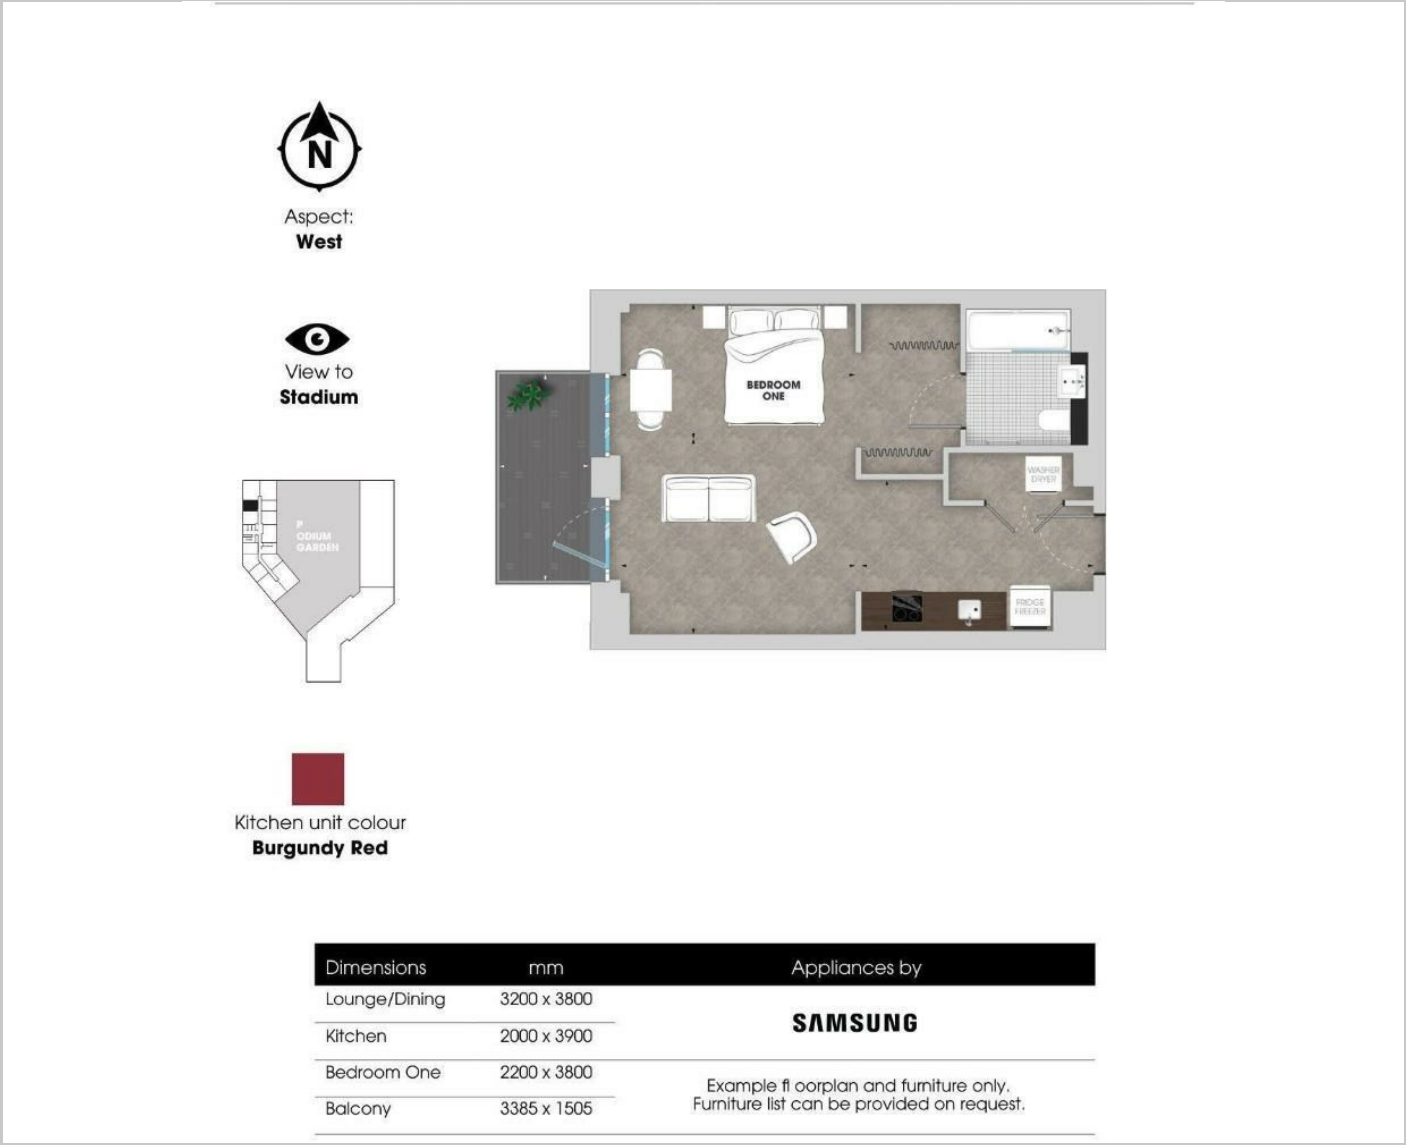 N
Aspect:
West
View to
Stadium
P
ODIUM
GARDEN
BEDROOM
ONE
WASHER
DRYER
FRIDGE
FREEZER
Kitchen unit colour
Burgundy Red
Dimensions mm Appliances by
Lounge/Dining 3200 x 3800
SAMSUNG
Kitchen 2000 x 3900
Bedroom One 2200 x 3800
Example fl oorplan and furniture only.
Furniture list can be provided on request.
Balcony 3385 x 1505